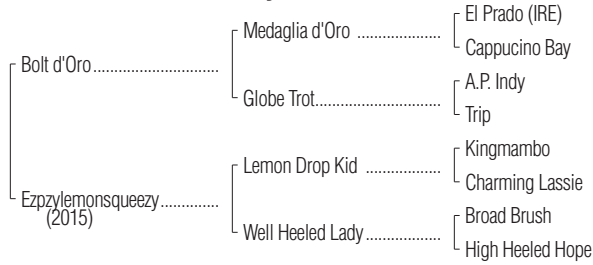 El Prado (IRE)
Medaglia d'Oro ...................
Cappucino Bay
Bolt d'Oro.............................
A.P. Indy
Globe Trot.............................
Trip
Kingmambo
Lemon Drop Kid .................
Charming Lassie
Ezpzylemonsqueezy..............
(2015)
Broad Brush
Well Heeled Lady.................
High Heeled Hope